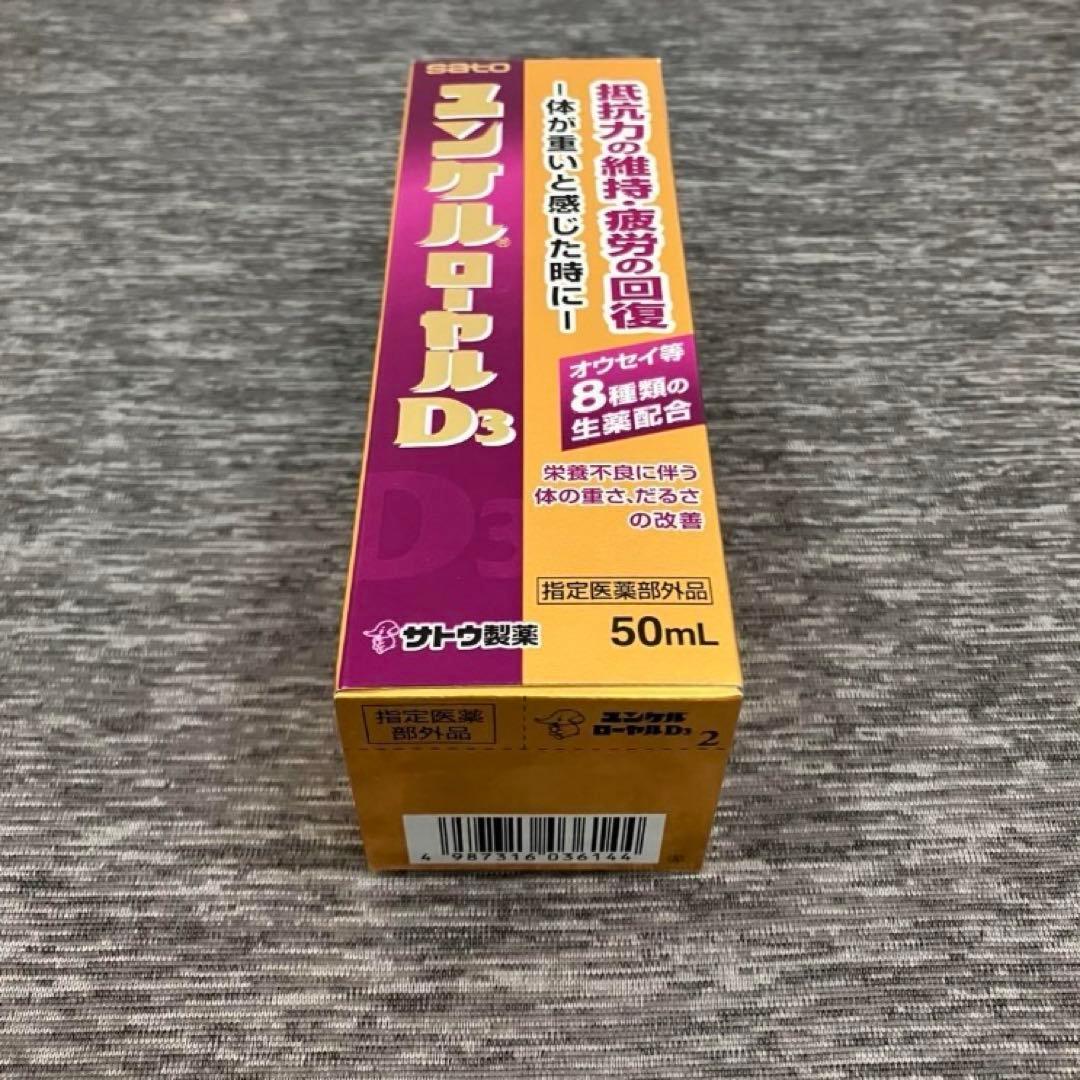 sato
ユンケル®ローヤルD3
抵抗力の維持・疲労の回復
ー体が重いと感じた時にー
オウセイ等
8種類の
生薬配合
栄養不良に伴う
体の重さ、だるさ
の改善
D3
指定医薬部外品
サトウ製薬
50mL
指定医薬
部外品
ユンケル
ローヤルD3
2
4 987316 036144